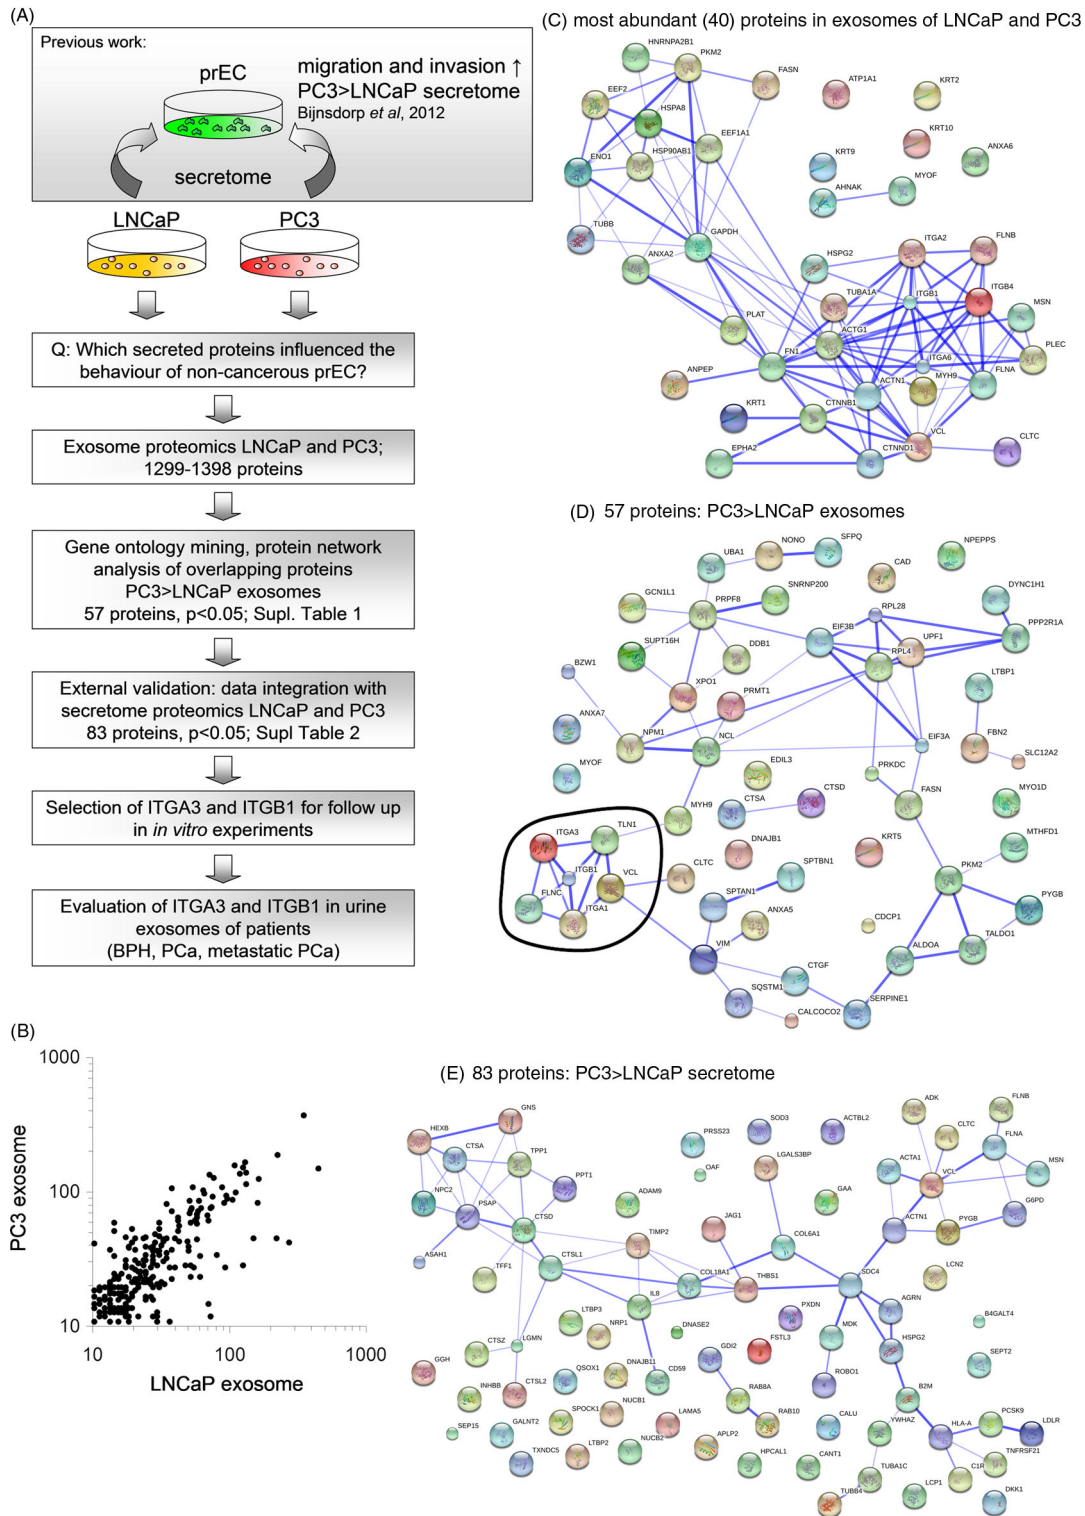 (A)
Previous work:
prEC
migration and invasion ↑
PC3>LNCaP secretome
Bijnsdorp et al, 2012
secretome
LNCaP
PC3
Q: Which secreted proteins influenced the
behaviour of non-cancerous prEC?
Exosome proteomics LNCaP and PC3;
1299-1398 proteins
Gene ontology mining, protein network
analysis of overlapping proteins
PC3>LNCaP exosomes
57 proteins, p<0.05; Supl. Table 1
External validation: data integration with
secretome proteomics LNCaP and PC3
83 proteins, p<0.05; Supl Table 2
Selection of ITGA3 and ITGB1 for follow up
in in vitro experiments
Evaluation of ITGA3 and ITGB1 in urine
exosomes of patients
(BPH, PCa, metastatic PCa)
(B)
1000
100
10
PC3 exosome
10
100
1000
LNCaP exosome
(C) most abundant (40) proteins in exosomes of LNCaP and PC3
HNRNPA2B1
PKM2
FASN
ATP1A1
KRT2
EEF2
HSPA8
EEF1A1
KRT10
ENO1
HSP90AB1
KRT9
ANXA6
AHNAK
MYOF
TUBB
GAPDH
ANXA2
HSPG2
ITGA2
FLNB
TUBA1A
ITGB1
ITGB4
MSN
PLAT
ACTG1
FN1
ITGA6
PLEC
ANPEP
ACTN1
MYH9
FLNA
KRT1
CTNNB1
VCL
CLTC
EPHA2
CTNND1
(D) 57 proteins: PC3>LNCaP exosomes
UBA1
NONO
SFPQ
NPEPPS
CAD
GCN1L1
PRPF8
SNRNP200
DYNC1H1
RPL28
EIF3B
UPF1
PPP2R1A
SUPT16H
DDB1
RPL4
BZW1
XPO1
PRMT1
LTBP1
ANXA7
NPM1
NCL
EIF3A
FBN2
SLC12A2
MYOF
EDIL3
PRKDC
FASN
MYO1D
CTSA
CTSD
MYH9
TLN1
ITGA3
DNAJB1
KRT5
MTHFD1
ITGB1
VCL
CLTC
SPTBN1
PKM2
FLNC
ITGA1
SPTAN1
PYGB
ANXA5
CDCP1
TALDO1
VIM
ALDOA
CTGF
SQSTM1
SERPINE1
CALCOCO2
(E) 83 proteins: PC3>LNCaP secretome
GNS
HEXB
CTSA
TPP1
PPT1
NPC2
PSAP
CTSD
ASAH1
TFF1
CTSL1
PRSS23
SOD3
ACTBL2
OAF
LGALS3BP
ADAM9
GAA
JAG1
TIMP2
COL6A1
COL18A1
THBS1
IL8
ADK
FLNB
CLTC
FLNA
ACTA1
VCL
MSN
ACTN1
PYGB
G6PD
SDC4
LCN2
AGRN
B4GALT4
LTBP3
NRP1
DNASE2
PXDN
MDK
FSTL3
HSPG2
CTSZ
LGMN
GDI2
SEPT2
GGH
QSOX1
DNAJB11
CD59
ROBO1
INHBB
CTSL2
RAB8A
B2M
SEP15
GALNT2
SPOCK1
NUCB1
LAMA5
RAB10
CALU
YWHAZ
HLA-A
PCSK9
LDLR
TXNDC5
LTBP2
NUCB2
APLP2
HPCAL1
CANT1
TUBA1C
C1R
TNFRSF21
TUBB4
LCP1
DKK1